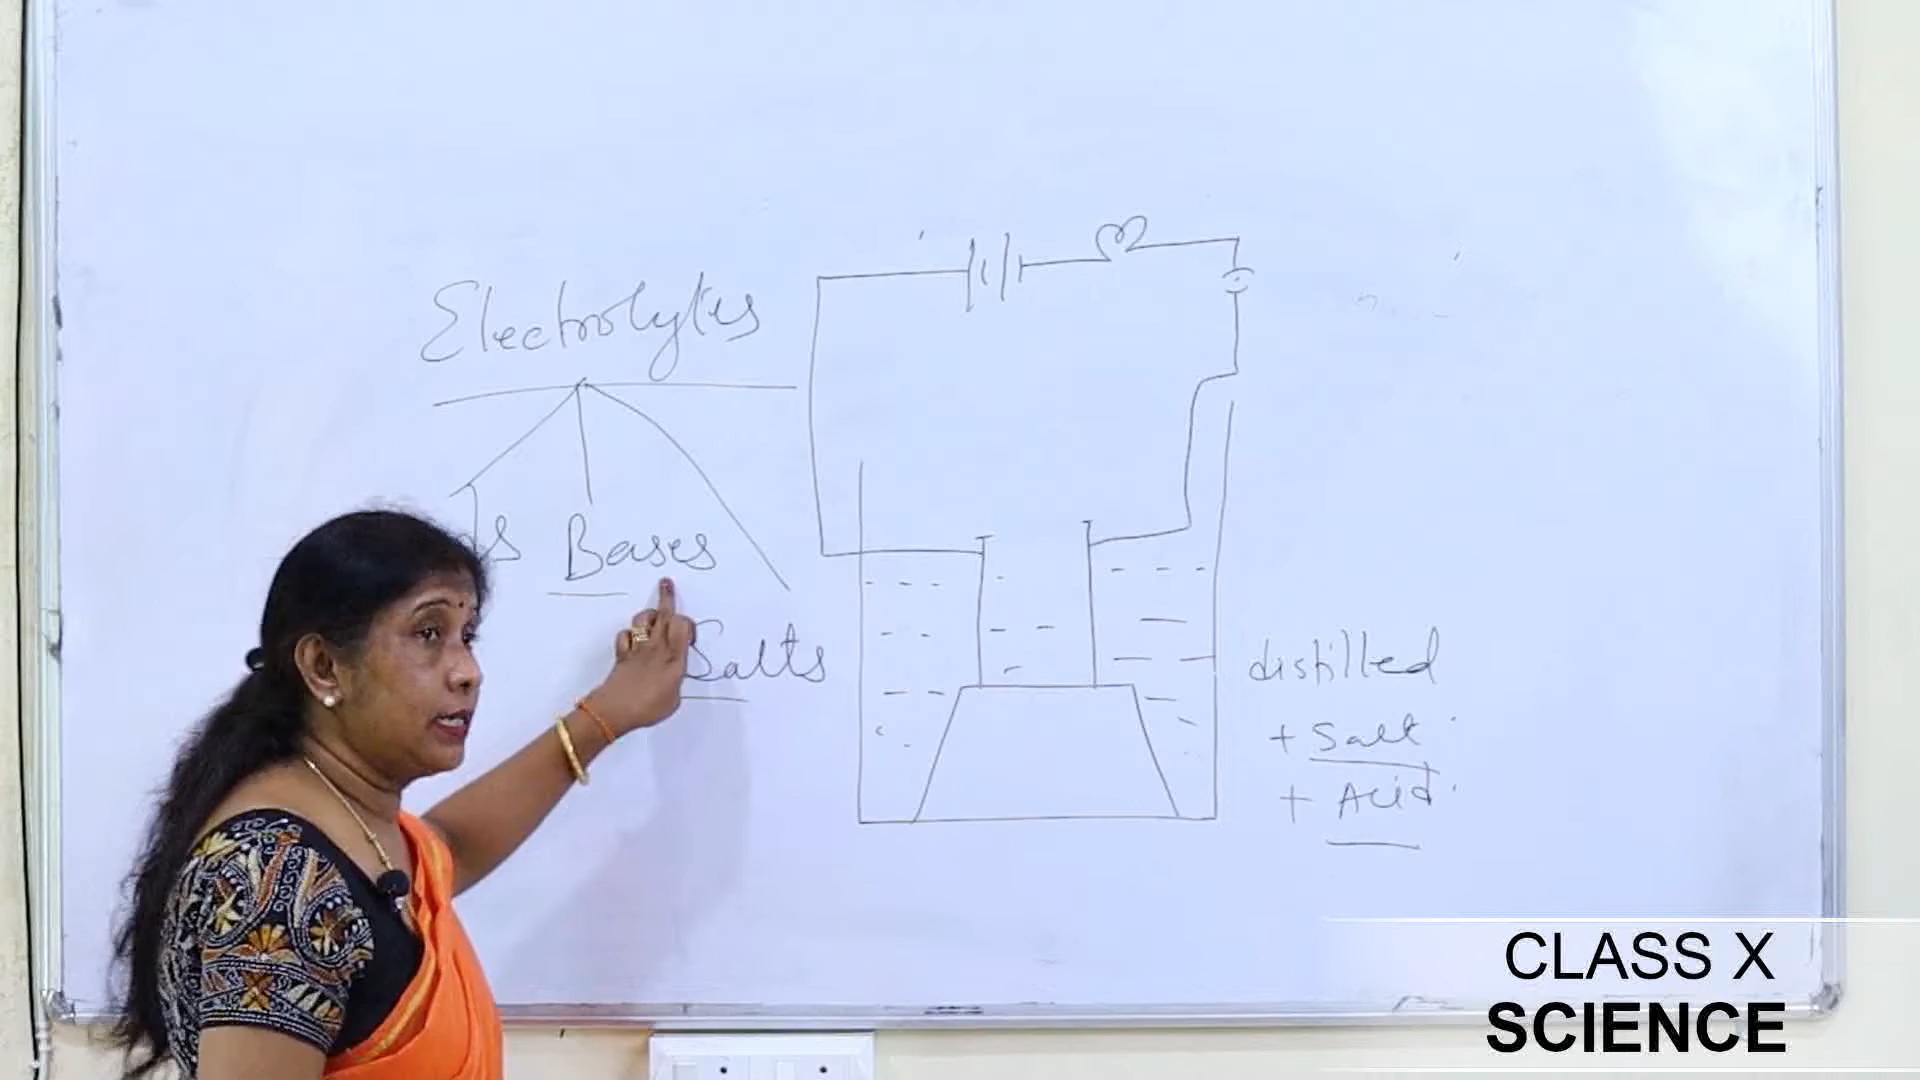 Electrolytes
Bases
Salts
distilled
+ Salt
+ Acid
CLASS X
SCIENCE